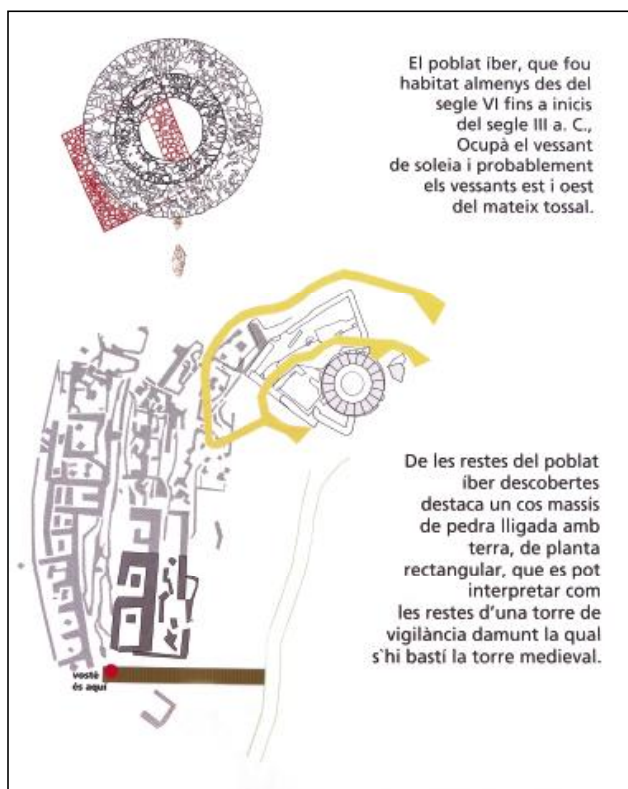 El poblat íber, que fou
habitat almenys des del
segle VI fins a inicis
del segle III a. C.,
Ocupà el vessant
de soleia i probablement
els vessants est i oest
del mateix tossal.
De les restes del poblat
íber descobertes
destaca un cos massis
de pedra lligada amb
terra, de planta
rectangular, que es pot
interpretar com
les restes d'una torre de
vigilància damunt la qual
s`hi bastí la torre medieval.
vostè
és aquí